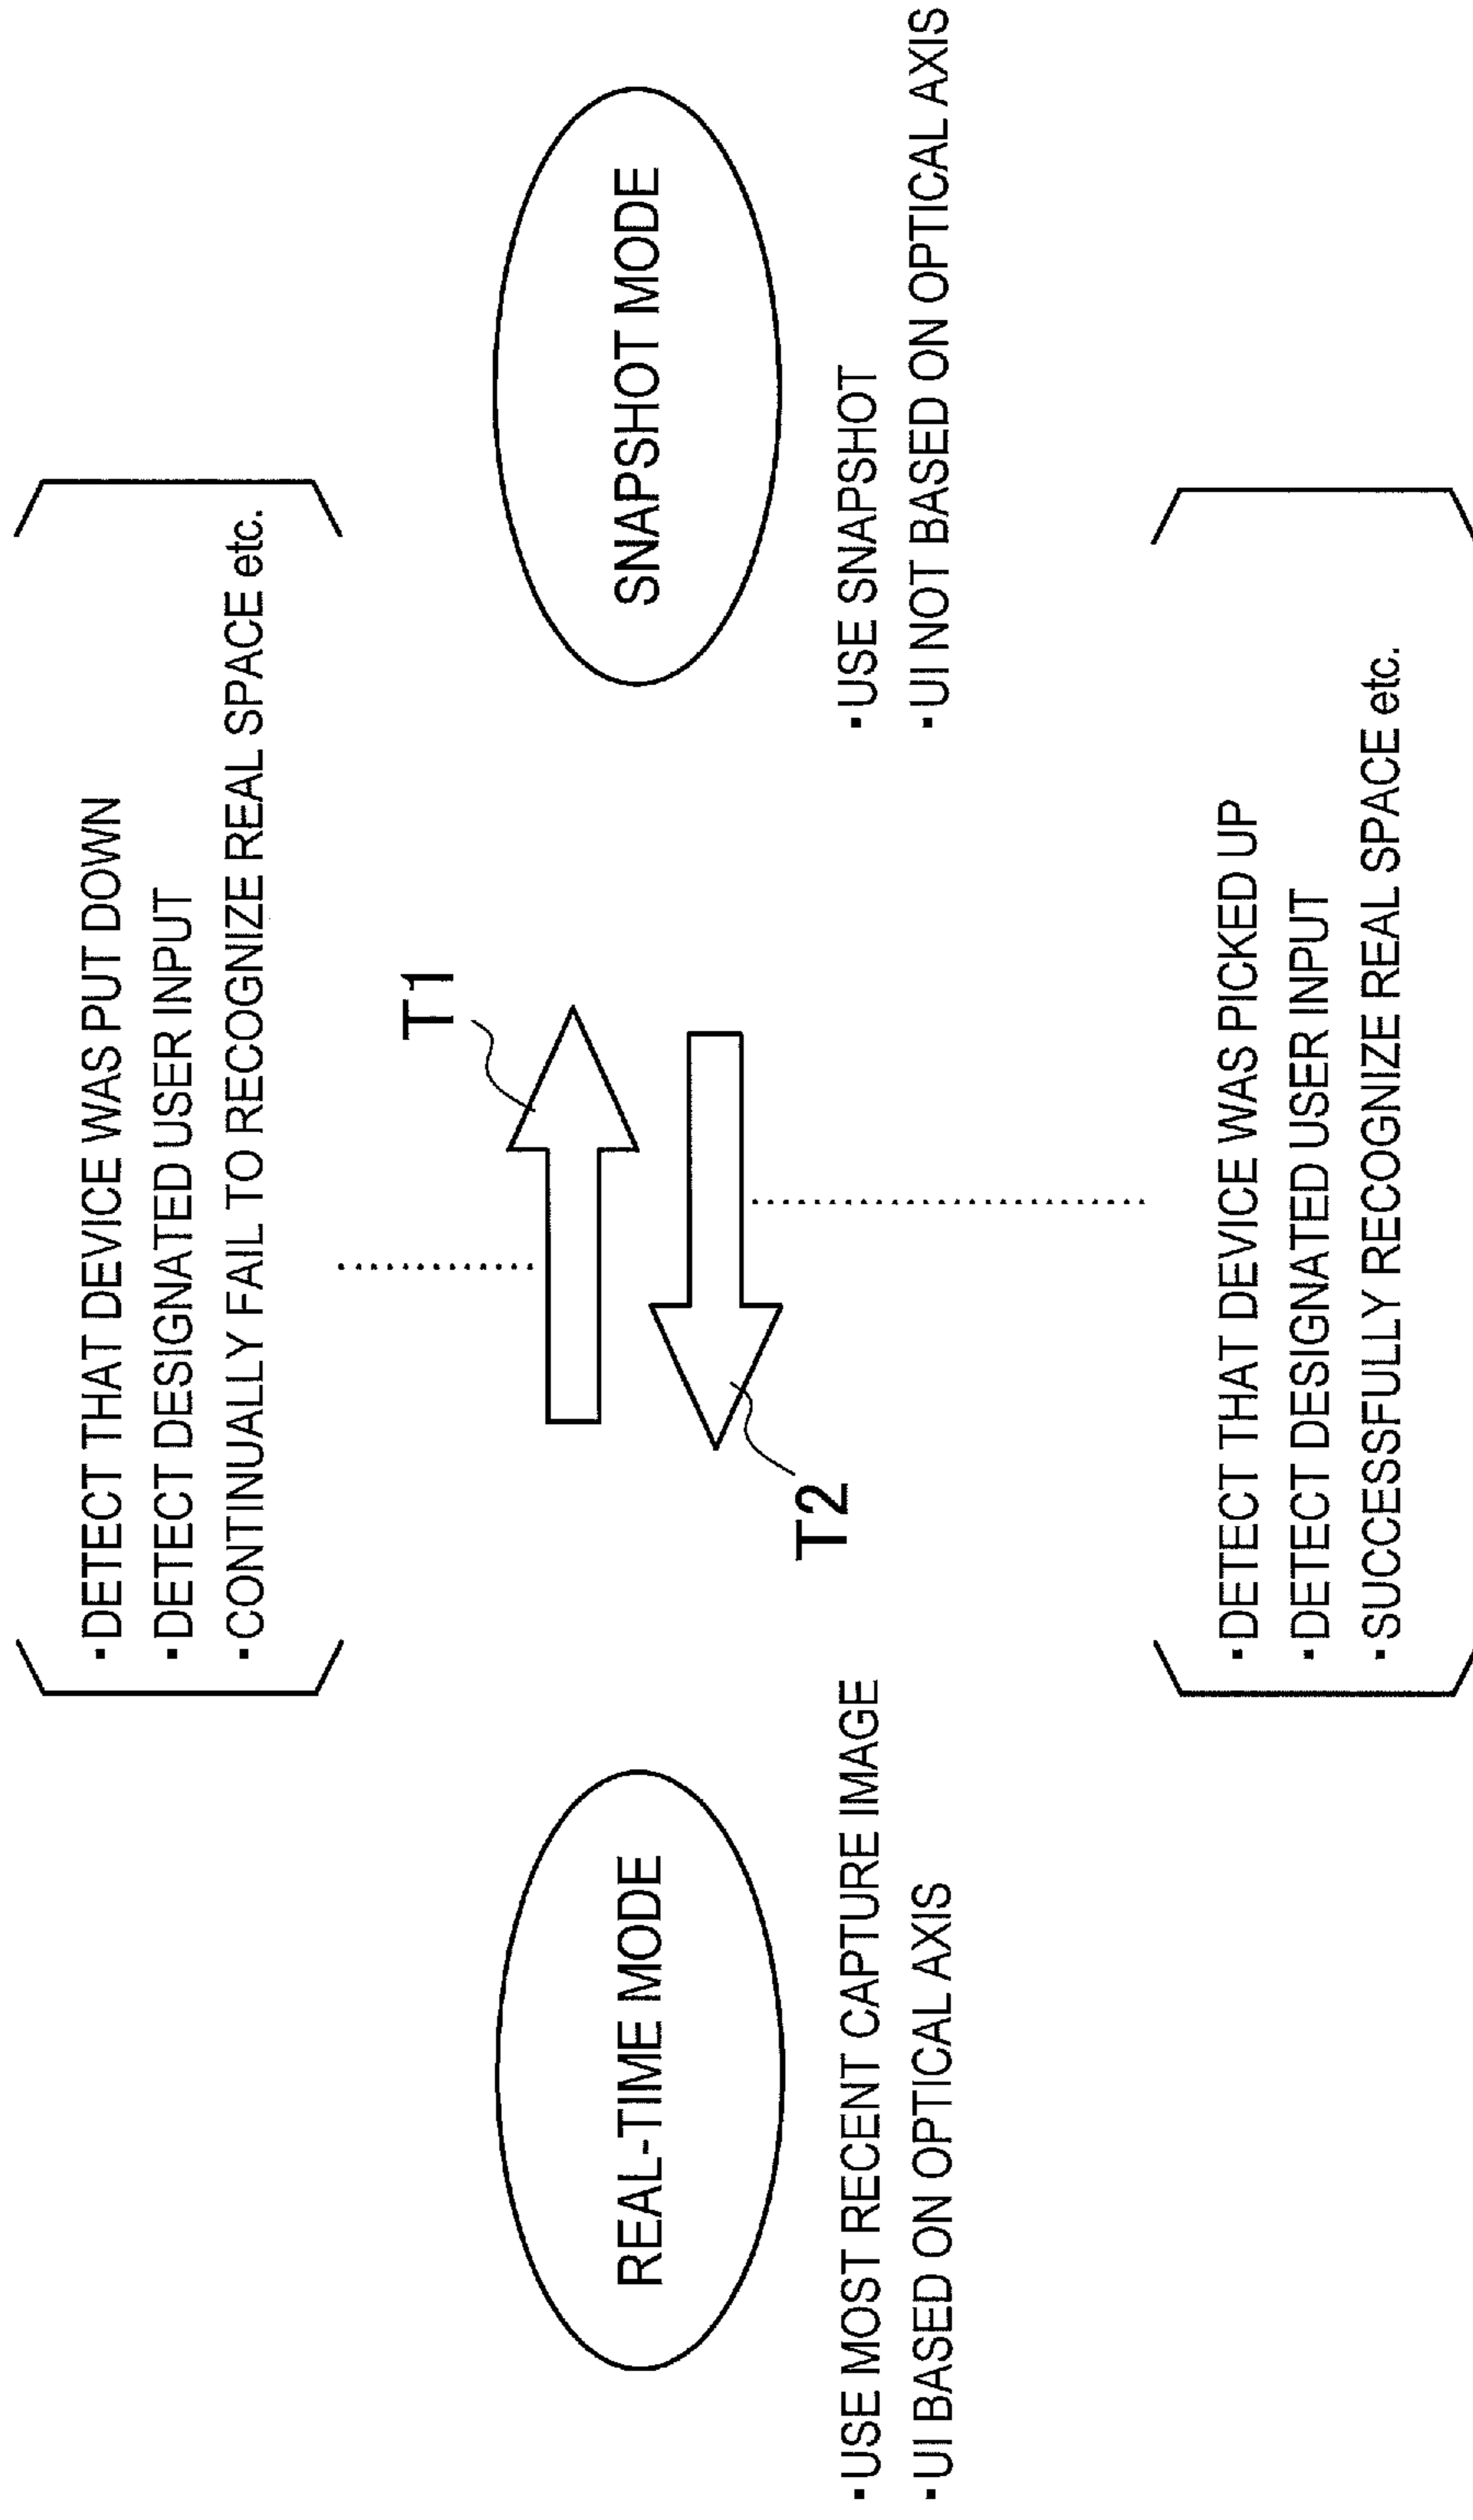 ・DETECT THAT DEVICE WAS PUT DOWN
・DETECT DESIGNATED USER INPUT
・CONTINUALLY FAIL TO RECOGNIZE REAL SPACE etc.
T1
REAL-TIME MODE
SNAPSHOT MODE
T2
・USE MOST RECENT CAPTURE IMAGE
・UI BASED ON OPTICAL AXIS
・USE SNAPSHOT
・UI NOT BASED ON OPTICAL AXIS
・DETECT THAT DEVICE WAS PICKED UP
・DETECT DESIGNATED USER INPUT
・SUCCESSFULLY RECOGNIZE REAL SPACE etc.